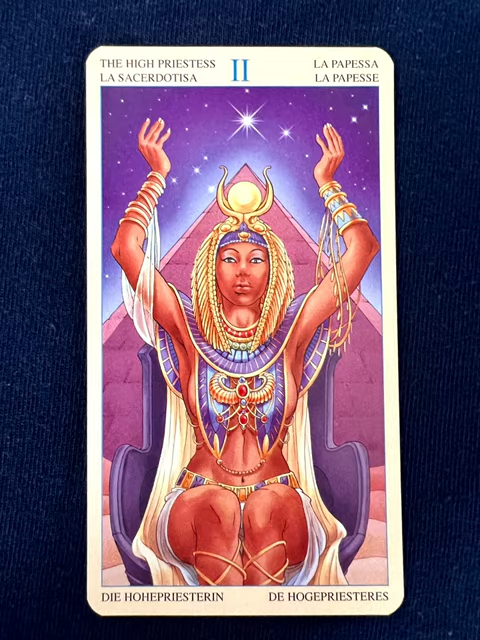 THE HIGH PRIESTESS
LA SACERDOTISA
II
LA PAPESSA
LA PAPESSE
DIE HOHEPRIESTERIN
DE HOGEPRIESTERES